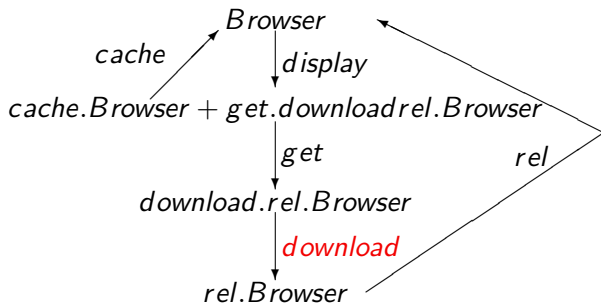 Browser
cache
display
cache.Browser + get.downloadrel.Browser
get
rel
download.rel.Browser
download
rel.Browser